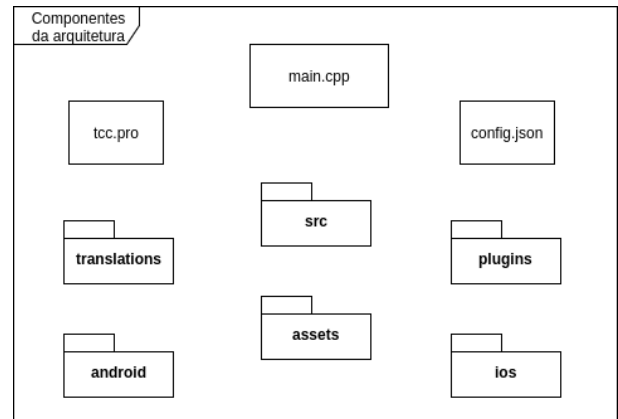 Componentes
da arquitetura
main.cpp
tcc.pro
config.json
src
translations
plugins
assets
android
ios